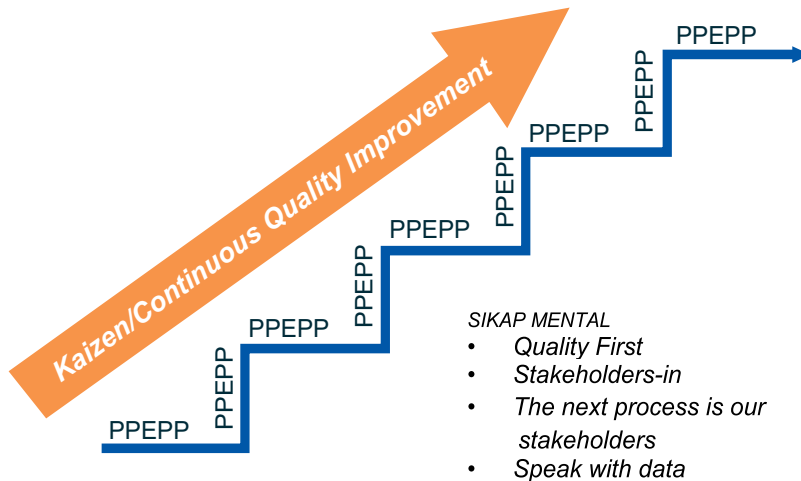 PPEPP
PPEPP
PPEPP
PPEPP
PPEPP
PPEPP
PPEPP
PPEPP
PPEPP
Kaizen/Continuous Quality Improvement
SIKAP MENTAL
• Quality First
• Stakeholders-in
• The next process is our
stakeholders
• Speak with data